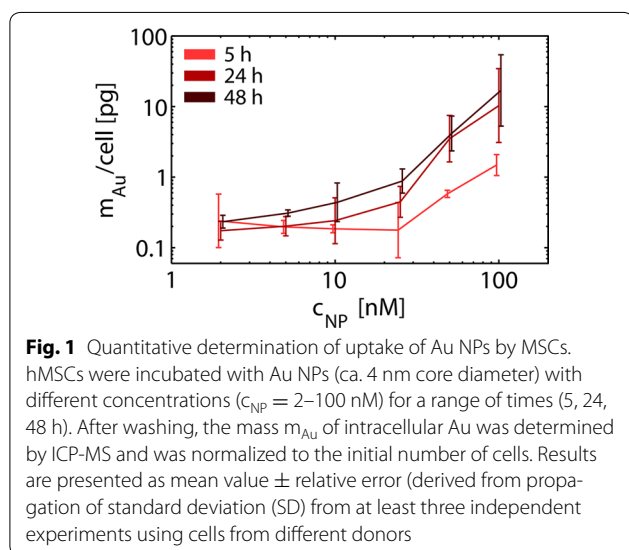 100
10
1
0.1
m_Au/cell [pg]
5 h
24 h
48 h
1
10
100
c_NP [nM]
Fig. 1 Quantitative determination of uptake of Au NPs by MSCs.
hMSCs were incubated with Au NPs (ca. 4 nm core diameter) with
different concentrations (c_NP = 2–100 nM) for a range of times (5, 24,
48 h). After washing, the mass m_Au of intracellular Au was determined
by ICP-MS and was normalized to the initial number of cells. Results
are presented as mean value ± relative error (derived from propa-
gation of standard deviation (SD) from at least three independent
experiments using cells from different donors